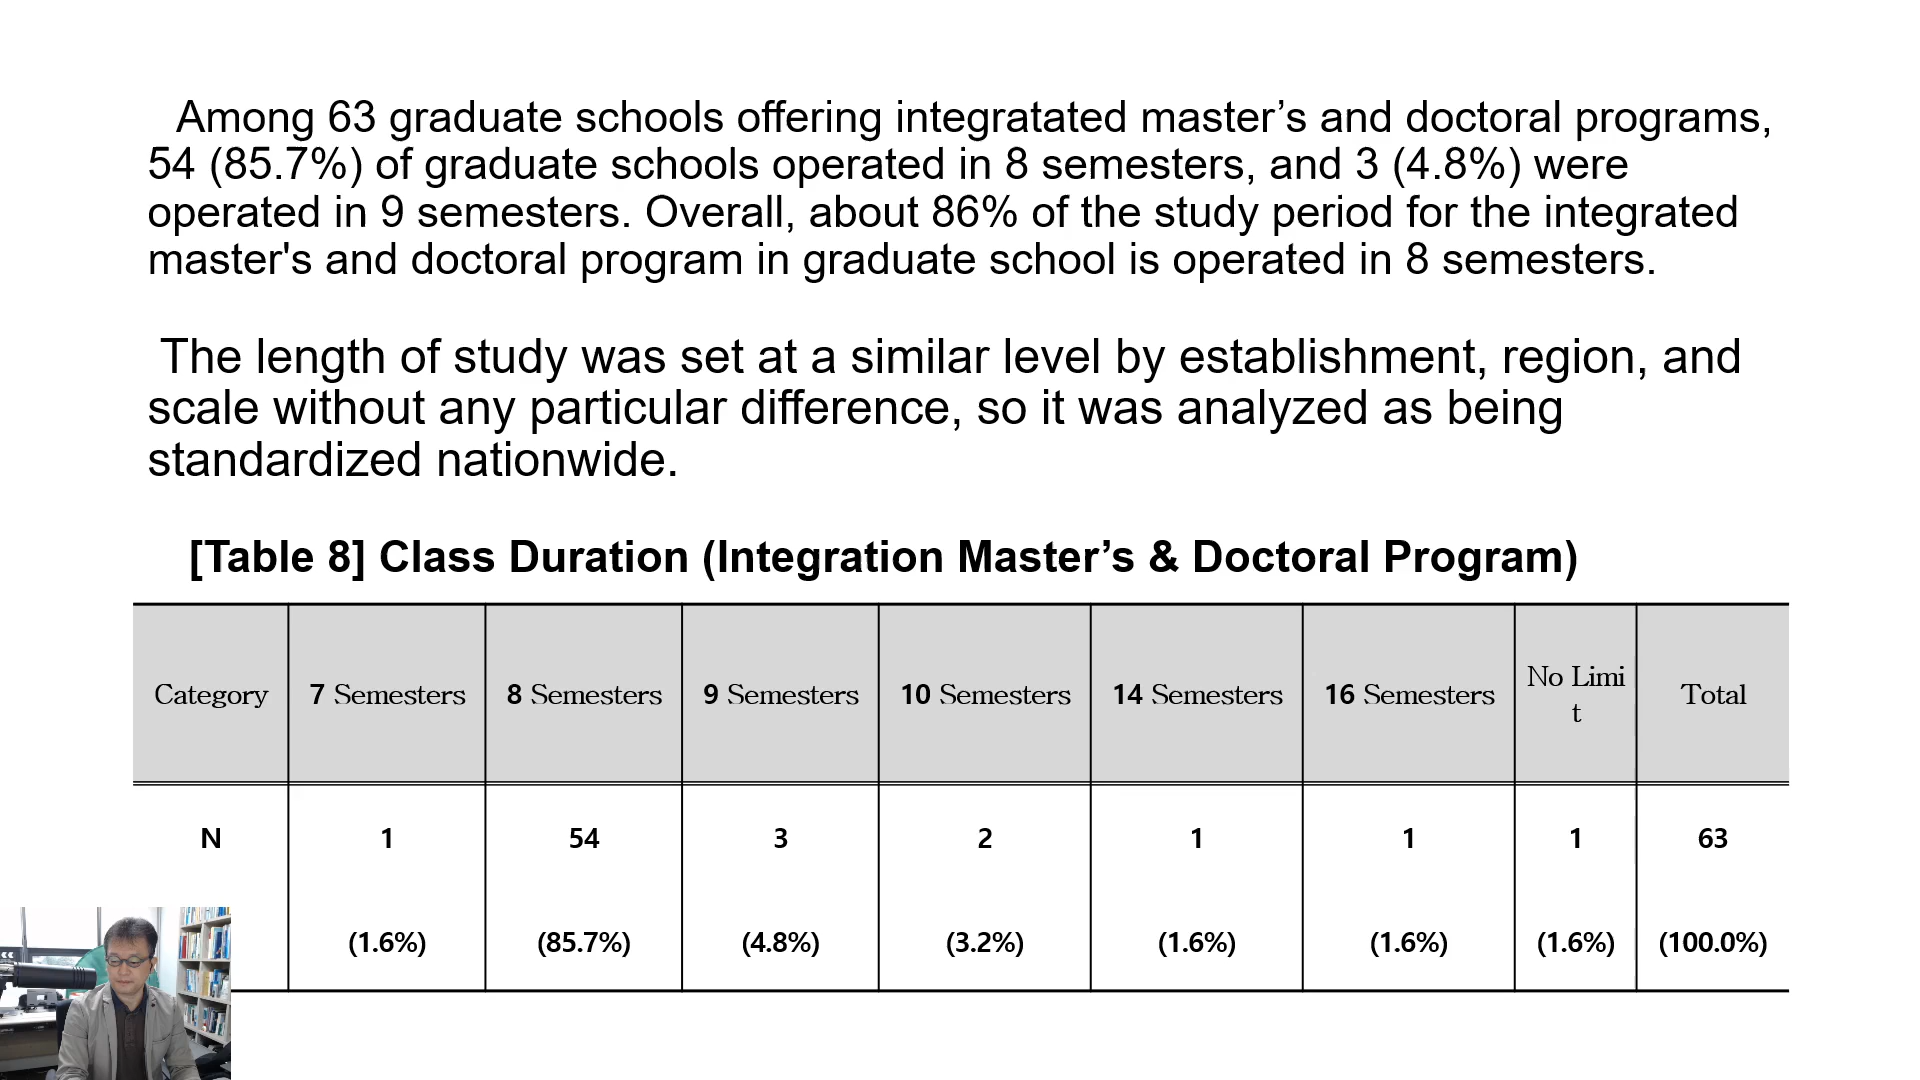 Among 63 graduate schools offering integratated master’s and doctoral programs,
54 (85.7%) of graduate schools operated in 8 semesters, and 3 (4.8%) were
operated in 9 semesters. Overall, about 86% of the study period for the integrated
master's and doctoral program in graduate school is operated in 8 semesters.
The length of study was set at a similar level by establishment, region, and
scale without any particular difference, so it was analyzed as being
standardized nationwide.
[Table 8] Class Duration (Integration Master’s & Doctoral Program)
Category 7 Semesters 8 Semesters 9 Semesters 10 Semesters 14 Semesters 16 Semesters No Limi
t Total
N 1 54 3 2 1 1 1 63
(1.6%) (85.7%) (4.8%) (3.2%) (1.6%) (1.6%) (1.6%) (100.0%)